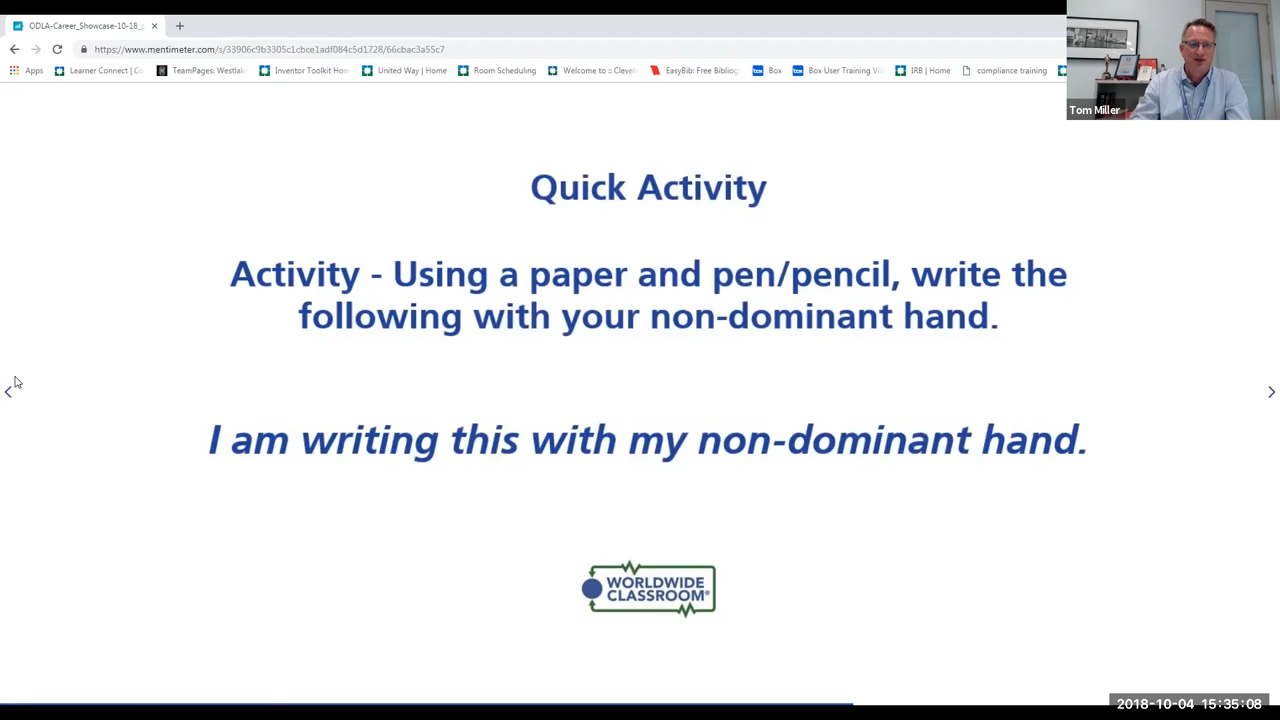 ODLA-Career_Showcase-10-18_
https://www.mentimeter.com/s/33906c9b3305c1cbce1adf084c5d1728/66cbac3a55c7
Apps Learner Connect | Co TeamPages: Westlak Inventor Toolkit Hom United Way | Home Room Scheduling Welcome to :: Cleve EasyBib: Free Bibliog Box Box User Training Vi IRB | Home compliance training
Tom Miller
Quick Activity
Activity - Using a paper and pen/pencil, write the
following with your non-dominant hand.
I am writing this with my non-dominant hand.
WORLDWIDE
CLASSROOM®
2018-10-04 15:35:08